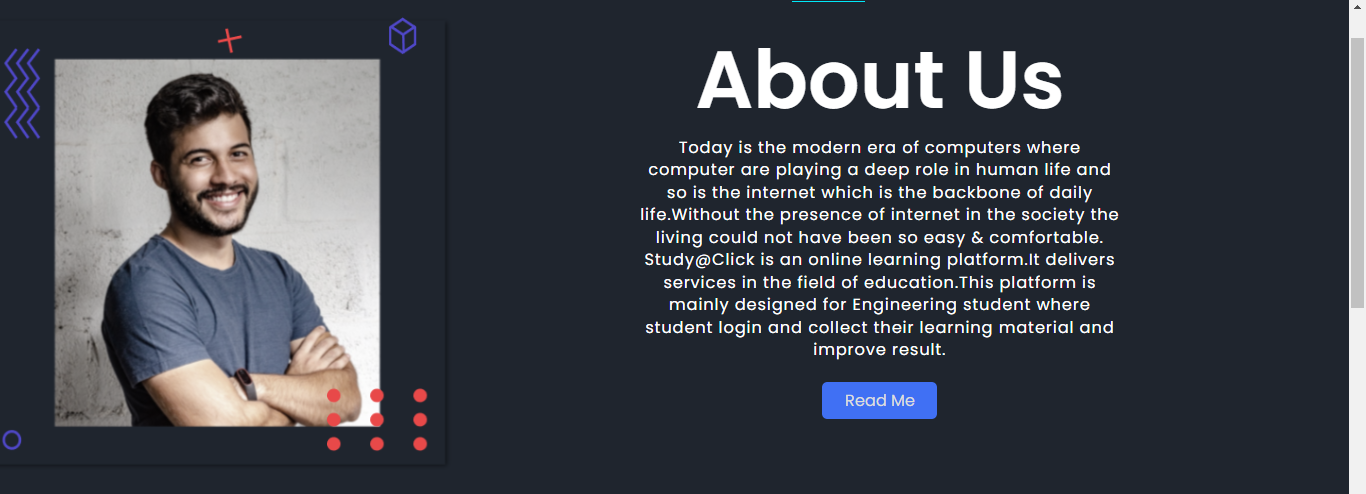 About Us
Today is the modern era of computers where
computer are playing a deep role in human life and
so is the internet which is the backbone of daily
life.Without the presence of internet in the society the
living could not have been so easy & comfortable.
Study@Click is an online learning platform.It delivers
services in the field of education.This platform is
mainly designed for Engineering student where
student login and collect their learning material and
improve result.
Read Me